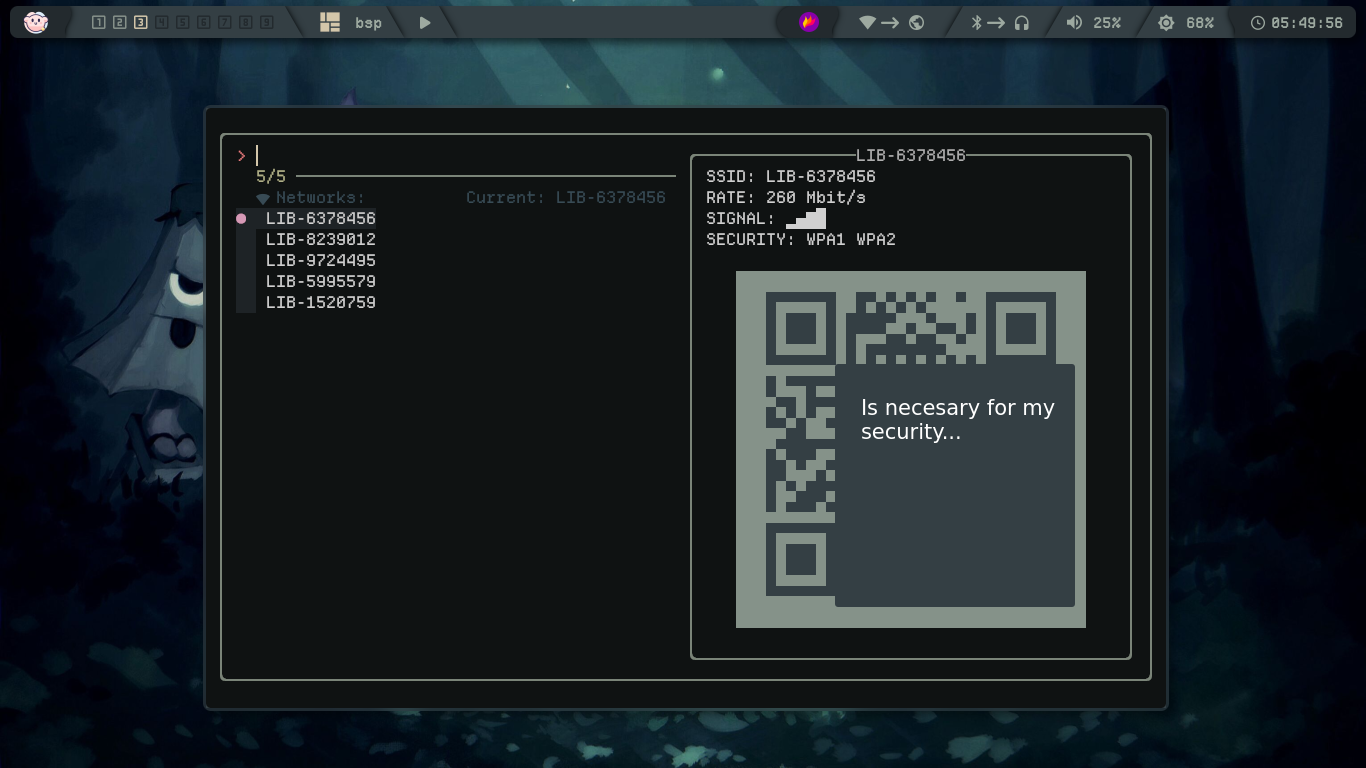 1 2 3 4 5 6 7 8 9 bsp 25% 68% 05:49:56
> 
5/5
Networks: Current: LIB-6378456
LIB-6378456
LIB-8239012
LIB-9724495
LIB-5995579
LIB-1520759
LIB-6378456
SSID: LIB-6378456
RATE: 260 Mbit/s
SIGNAL:
SECURITY: WPA1 WPA2
Is necesary for my
security...